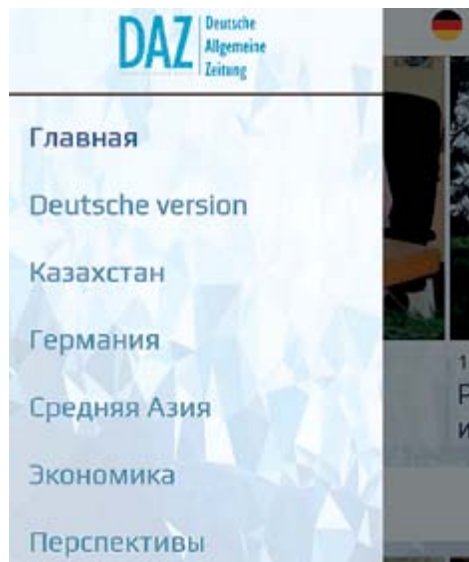 DAZ
Deutsche
Allgemeine
Zeitung
Главная
Deutsche version
Казахстан
Германия
Средняя Азия
Экономика
Перспективы